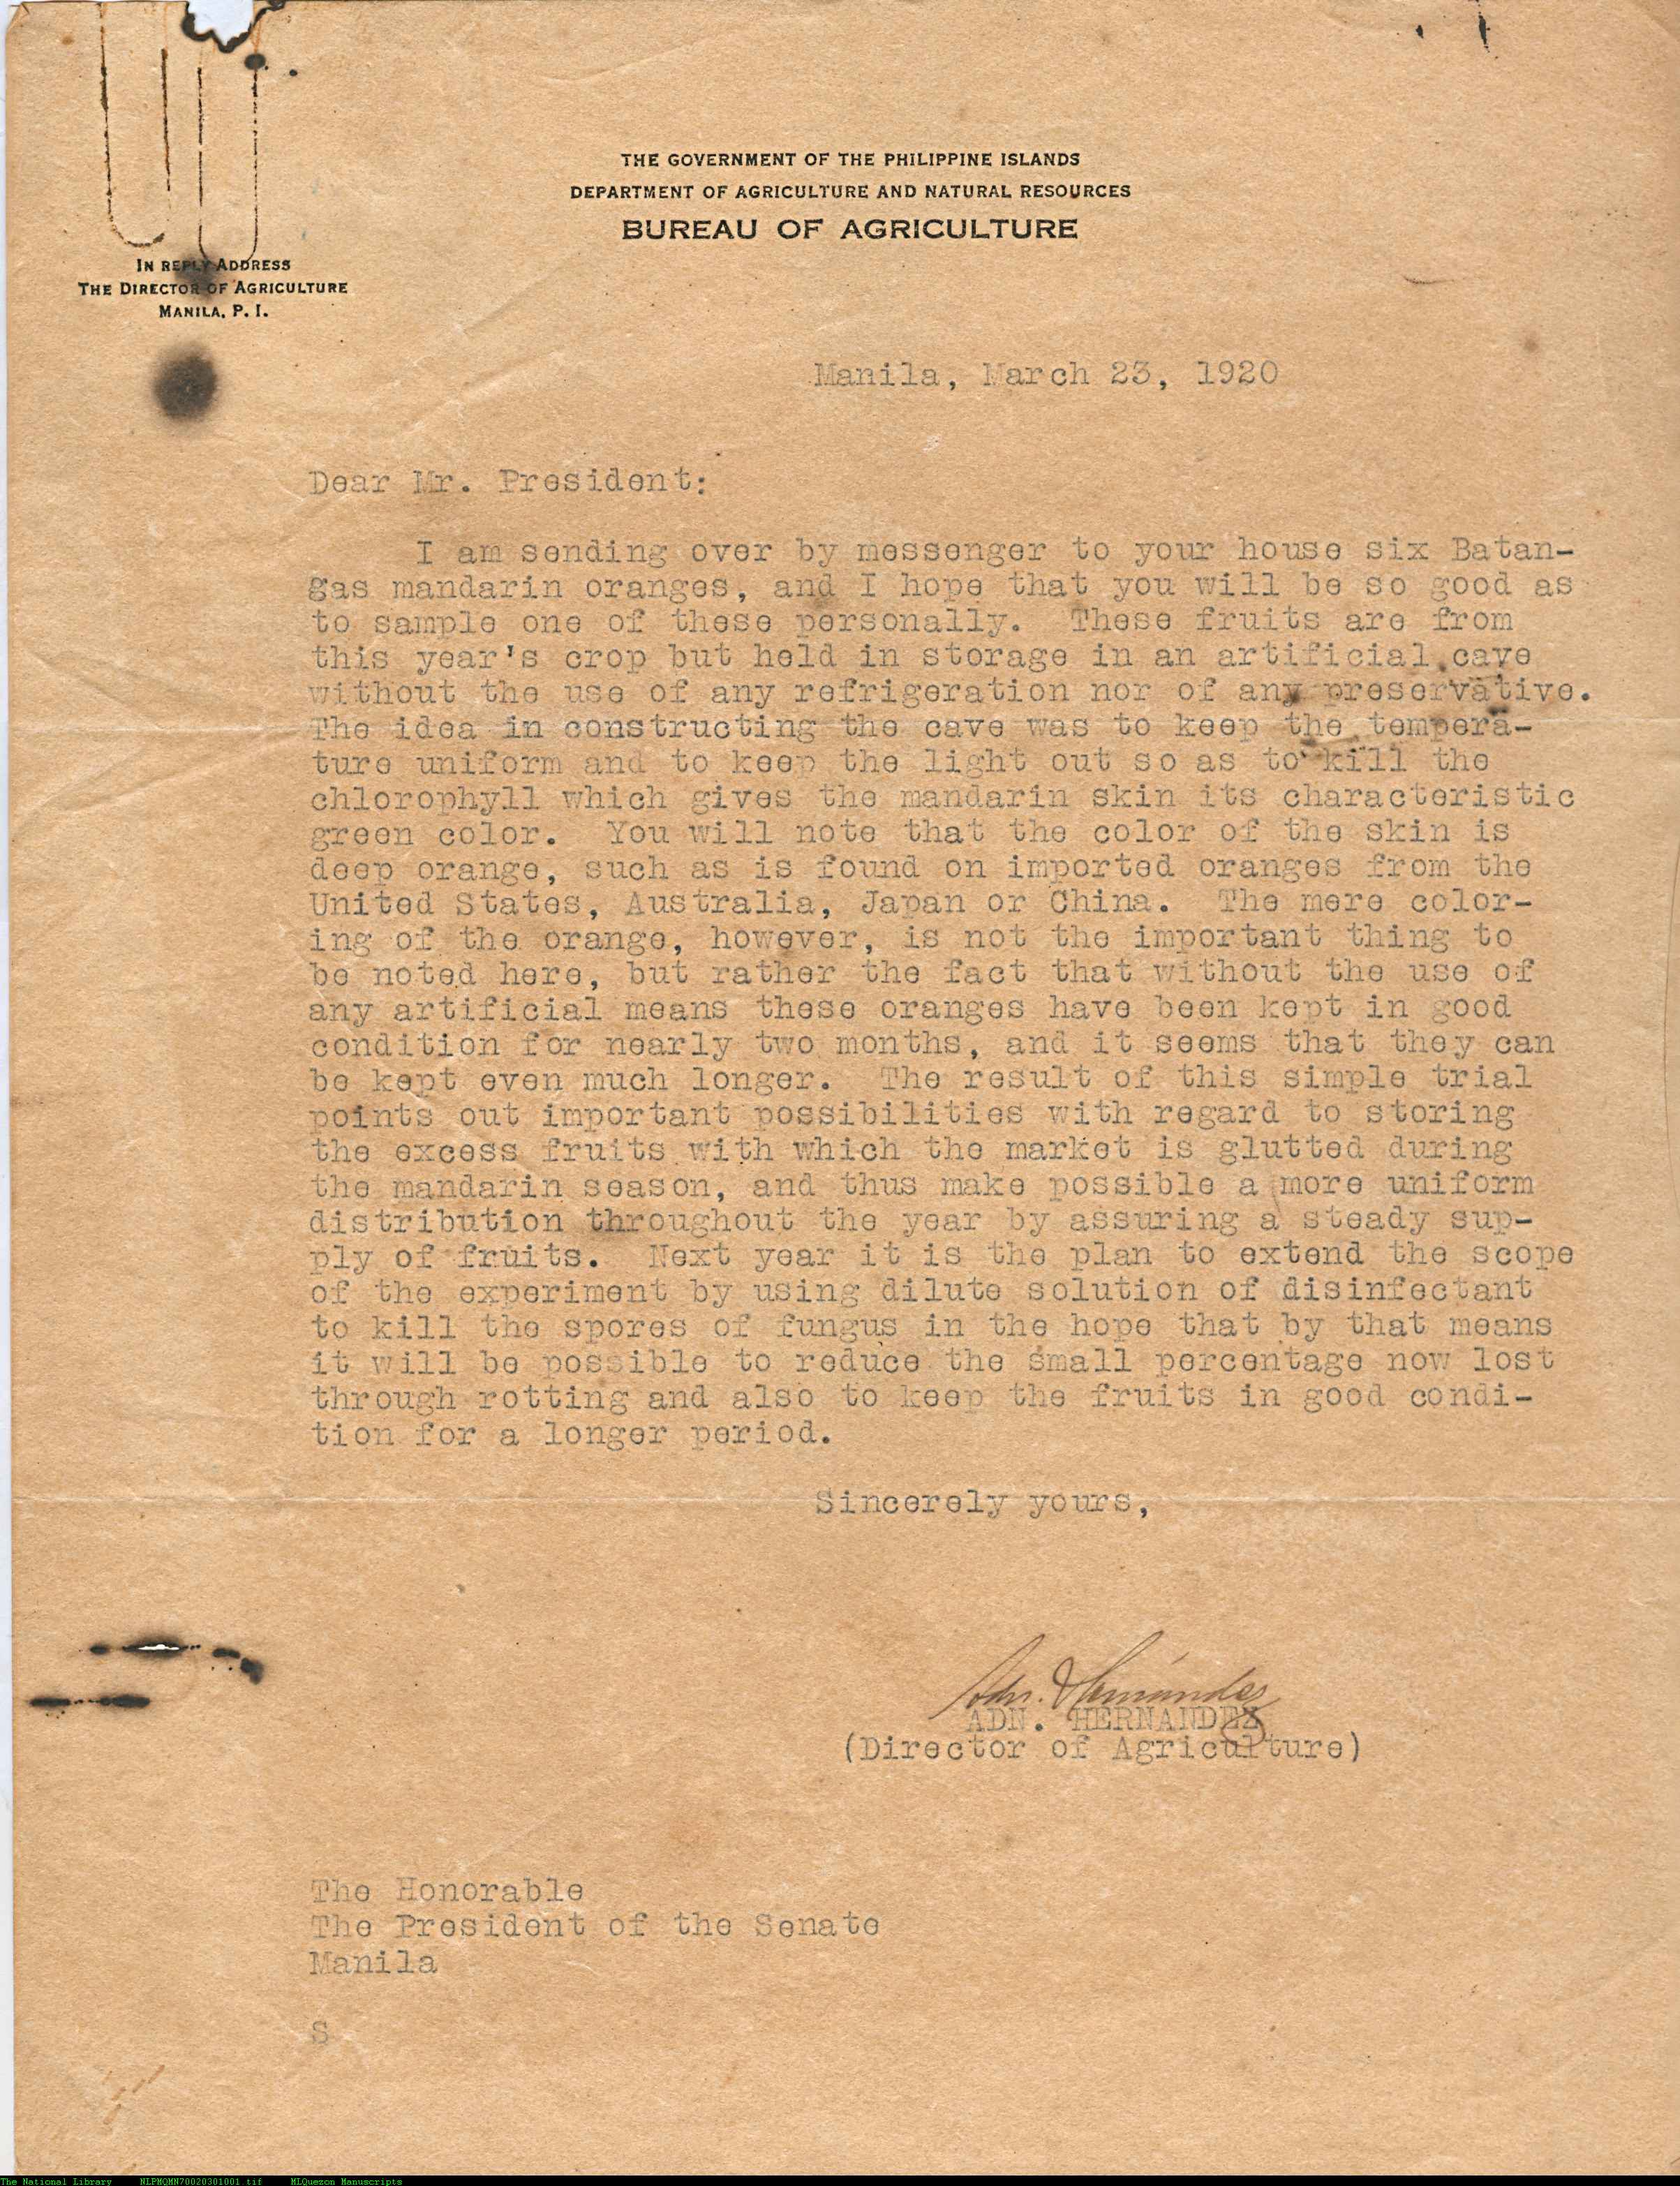 THE GOVERNMENT OF THE PHILIPPINE ISLANDS
DEPARTMENT OF AGRICULTURE AND NATURAL RESOURCES
BUREAU OF AGRICULTURE
IN REPLY ADDRESS
THE DIRECTOR OF AGRICULTURE
MANILA, P. I.
Manila, March 23, 1920
Dear Mr. President:
I am sending over by messenger to your house six Batan-
gas mandarin oranges, and I hope that you will be so good as
to sample one of these personally. These fruits are from
this year's crop but held in storage in an artificial cave
without the use of any refrigeration nor of any preservative.
The idea in constructing the cave was to keep the tempera-
ture uniform and to keep the light out so as to kill the
chlorophyll which gives the mandarin skin its characteristic
green color. You will note that the color of the skin is
deep orange, such as is found on imported oranges from the
United States, Australia, Japan or China. The mere color-
ing of the orange, however, is not the important thing to
be noted here, but rather the fact that without the use of
any artificial means these oranges have been kept in good
condition for nearly two months, and it seems that they can
be kept even much longer. The result of this simple trial
points out important possibilities with regard to storing
the excess fruits with which the market is glutted during
the mandarin season, and thus make possible a more uniform
distribution throughout the year by assuring a steady sup-
ply of fruits. Next year it is the plan to extend the scope
of the experiment by using dilute solution of disinfectant
to kill the spores of fungus in the hope that by that means
it will be possible to reduce the small percentage now lost
through rotting and also to keep the fruits in good condi-
tion for a longer period.
Sincerely yours,
Adn. Hernandez
ADN. HERNANDEZ
(Director of Agriculture)
The Honorable
The President of the Senate
Manila
S
The National Library NLPMQMN70020301001.tif MLQuezon Manuscripts